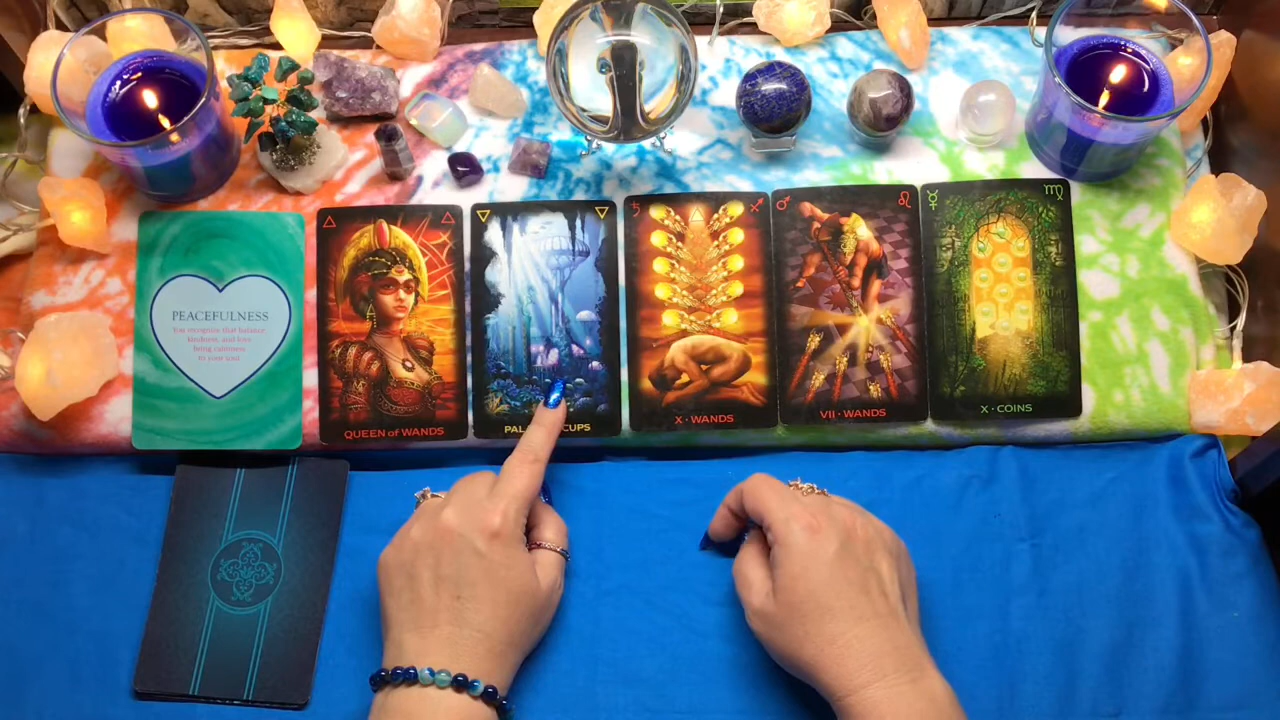 PEACEFULNESS
You recognize that balance,
kindness, and love
bring calmness
to your soul.
QUEEN of WANDS
CUPS
X · WANDS
VII · WANDS
X · COINS